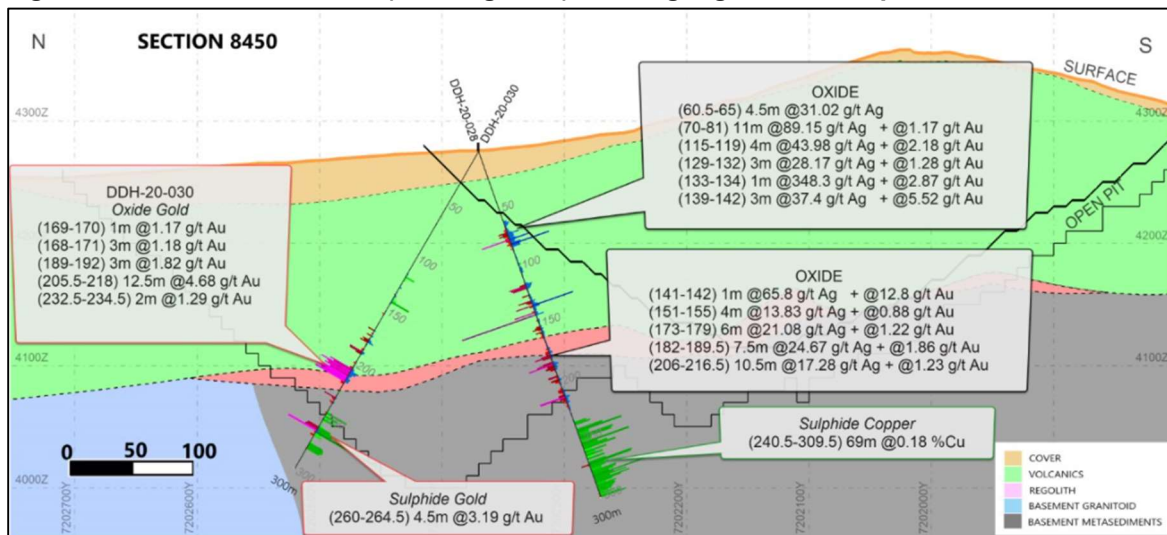 N
SECTION 8450
S
SURFACE
4300Z
4300Z
DDH-20-028
DDH-20-030
OXIDE
(60.5-65) 4.5m @31.02 g/t Ag
(70-81) 11m @89.15 g/t Ag + @1.17 g/t Au
(115-119) 4m @43.98 g/t Ag + @2.18 g/t Au
(129-132) 3m @28.17 g/t Ag + @1.28 g/t Au
(133-134) 1m @348.3 g/t Ag + @2.87 g/t Au
(139-142) 3m @37.4 g/t Ag + @5.52 g/t Au
DDH-20-030
Oxide Gold
(169-170) 1m @1.17 g/t Au
(168-171) 3m @1.18 g/t Au
(189-192) 3m @1.82 g/t Au
(205.5-218) 12.5m @4.68 g/t Au
(232.5-234.5) 2m @1.29 g/t Au
50
50
OPEN PIT
4200Z
100
100
OXIDE
(141-142) 1m @65.8 g/t Ag + @12.8 g/t Au
(151-155) 4m @13.83 g/t Ag + @0.88 g/t Au
(173-179) 6m @21.08 g/t Ag + @1.22 g/t Au
(182-189.5) 7.5m @24.67 g/t Ag + @1.86 g/t Au
(206-216.5) 10.5m @17.28 g/t Ag + @1.23 g/t Au
150
150
4100Z
4100Z
200
200
Sulphide Copper
(240.5-309.5) 69m @0.18 %Cu
0 50 100
300
300m
300m
4000Z
4000Z
Sulphide Gold
(260-264.5) 4.5m @3.19 g/t Au
COVER
VOLCANICS
REGOLITH
BASEMENT GRANITOID
BASEMENT METASEDIMENTS
7202700Y
7202600Y
7202200Y
7202100Y
7202000Y